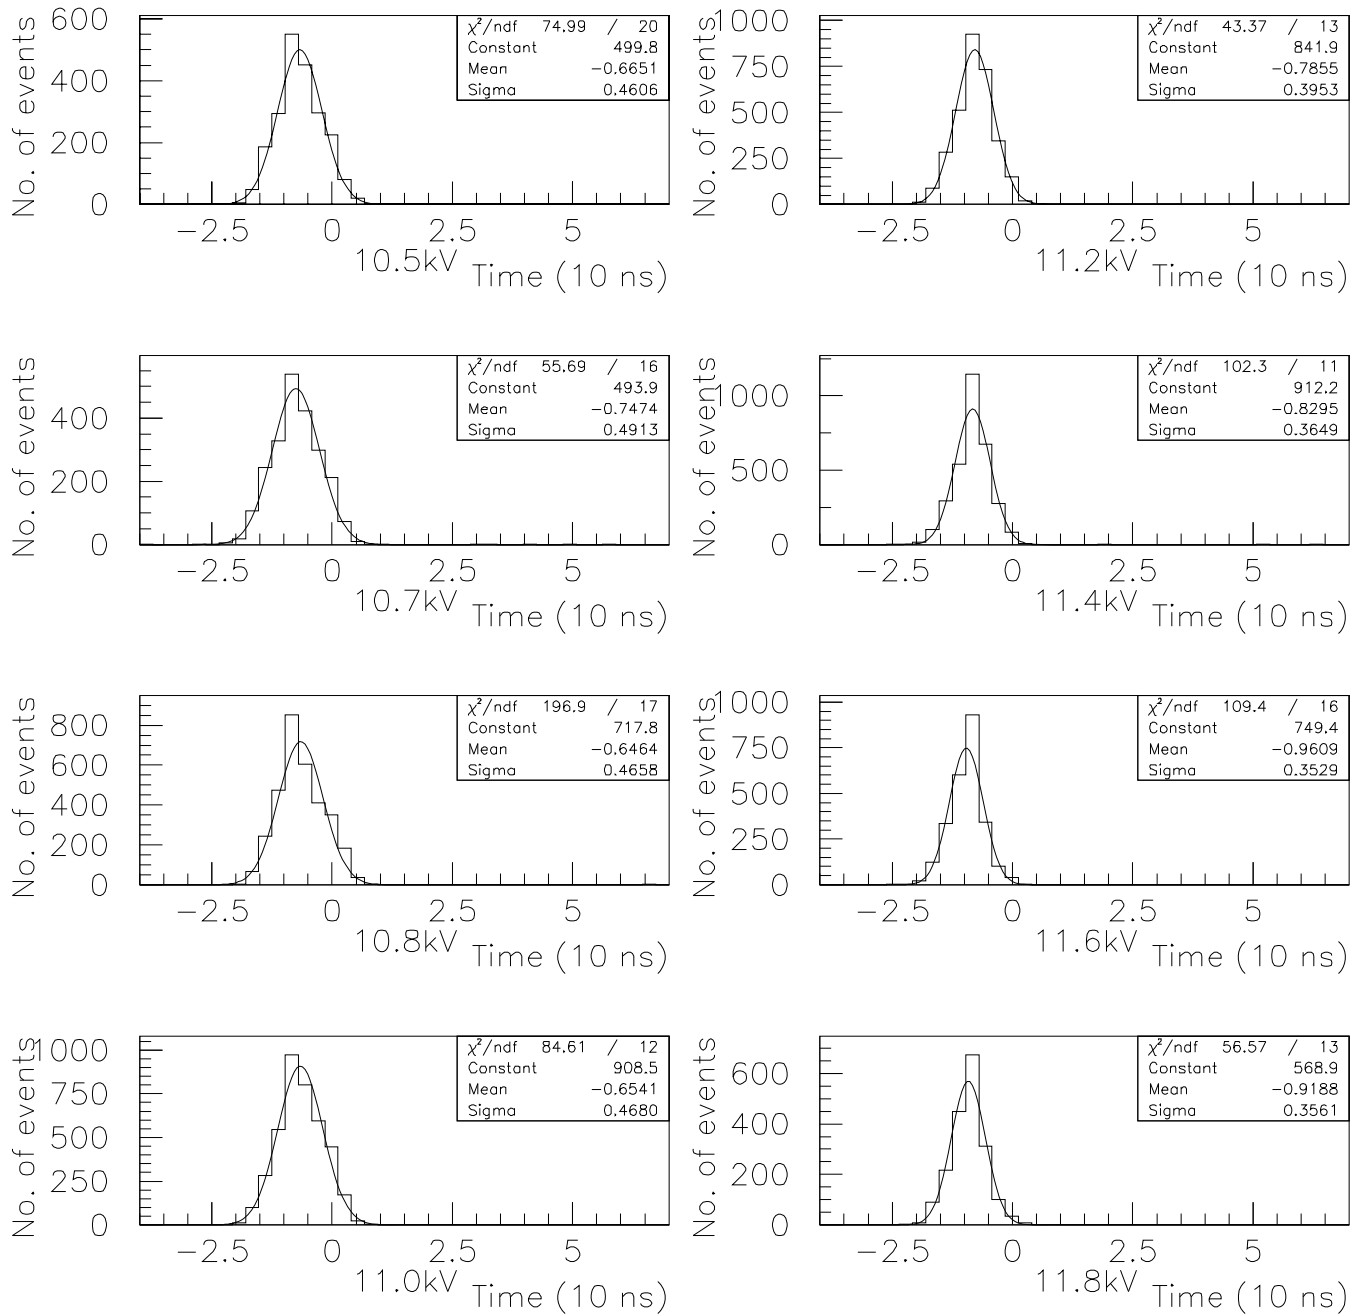 No. of events
600
400
200
0
χ²/ndf 74.99 / 20
Constant 499.8
Mean −0.6651
Sigma 0.4606
−2.5 0 2.5 5
10.5kV Time (10 ns)
No. of events
1000
750
500
250
0
χ²/ndf 43.37 / 13
Constant 841.9
Mean −0.7855
Sigma 0.3953
−2.5 0 2.5 5
11.2kV Time (10 ns)
No. of events
400
200
0
χ²/ndf 55.69 / 16
Constant 493.9
Mean −0.7474
Sigma 0.4913
−2.5 0 2.5 5
10.7kV Time (10 ns)
No. of events
1000
500
0
χ²/ndf 102.3 / 11
Constant 912.2
Mean −0.8295
Sigma 0.3649
−2.5 0 2.5 5
11.4kV Time (10 ns)
No. of events
800
600
400
200
0
χ²/ndf 196.9 / 17
Constant 717.8
Mean −0.6464
Sigma 0.4658
−2.5 0 2.5 5
10.8kV Time (10 ns)
No. of events
1000
750
500
250
0
χ²/ndf 109.4 / 16
Constant 749.4
Mean −0.9609
Sigma 0.3529
−2.5 0 2.5 5
11.6kV Time (10 ns)
No. of events
1000
750
500
250
0
χ²/ndf 84.61 / 12
Constant 908.5
Mean −0.6541
Sigma 0.4680
−2.5 0 2.5 5
11.0kV Time (10 ns)
No. of events
600
400
200
0
χ²/ndf 56.57 / 13
Constant 568.9
Mean −0.9188
Sigma 0.3561
−2.5 0 2.5 5
11.8kV Time (10 ns)